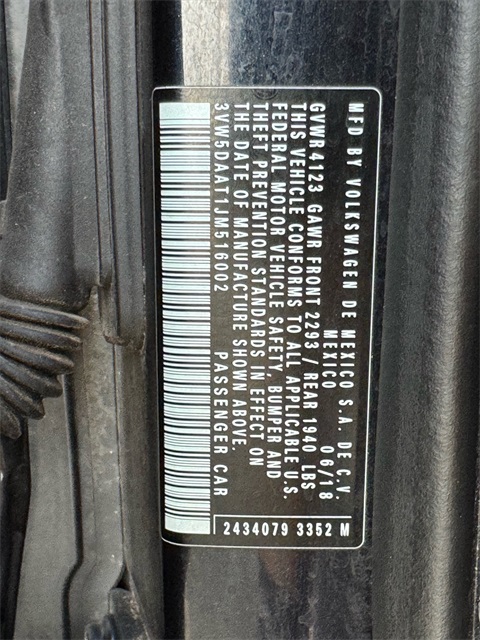 MFD BY VOLKSWAGEN DE MEXICO S.A. DE C.V.
MEXICO 06/18
GVWR 4123 GAWR FRONT 2293 / REAR 1940 LBS
THIS VEHICLE CONFORMS TO ALL APPLICABLE U.S.
FEDERAL MOTOR VEHICLE SAFETY, BUMPER AND
THEFT PREVENTION STANDARDS IN EFFECT ON
THE DATE OF MANUFACTURE SHOWN ABOVE.
3VW5DAAT1JM516002 PASSENGER CAR
2434079 3352 M